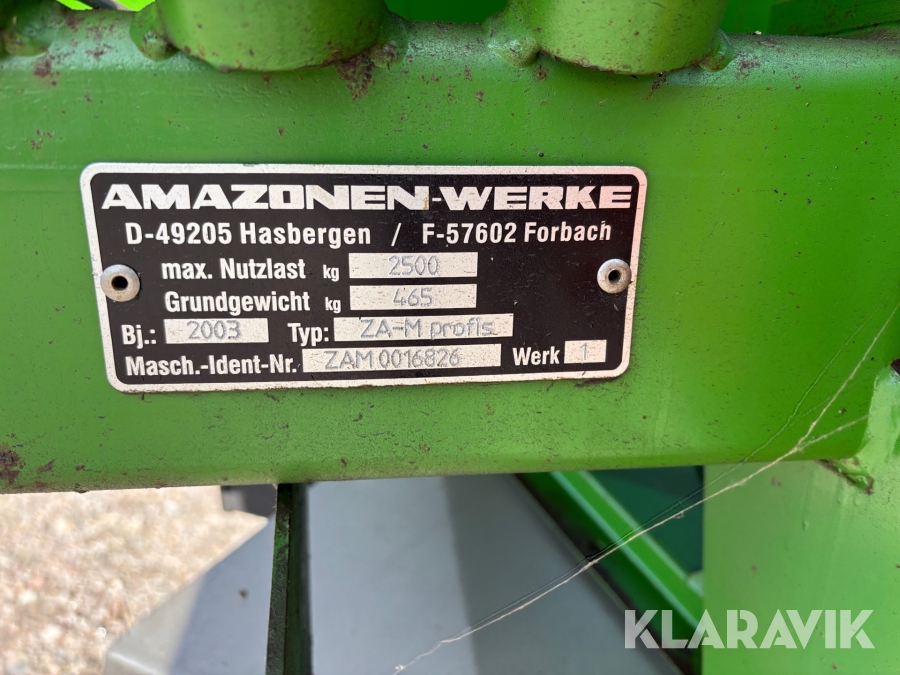 AMAZONEN-WERKE
D-49205 Hasbergen / F-57602 Forbach
max. Nutzlast kg 2500
Grundgewicht kg 465
Bj.: 2003 Typ: ZA-M profis
Masch.-Ident-Nr. ZAM 0016826 Werk 1
KLARAVIK